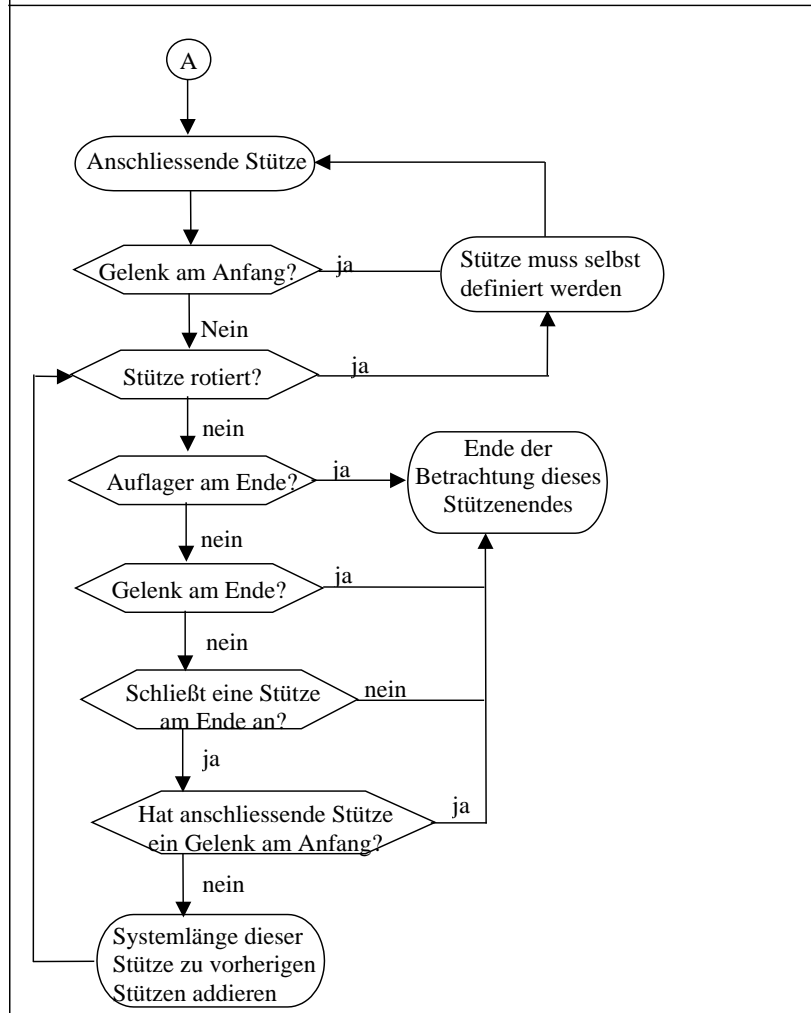 A
Anschliessende Stütze
Gelenk am Anfang?
ja
Stütze muss selbst
definiert werden
Nein
Stütze rotiert?
ja
nein
Auflager am Ende?
ja
Ende der
Betrachtung dieses
Stützenendes
nein
Gelenk am Ende?
ja
nein
Schließt eine Stütze
am Ende an?
nein
ja
Hat anschliessende Stütze
ein Gelenk am Anfang?
ja
nein
Systemlänge dieser
Stütze zu vorherigen
Stützen addieren